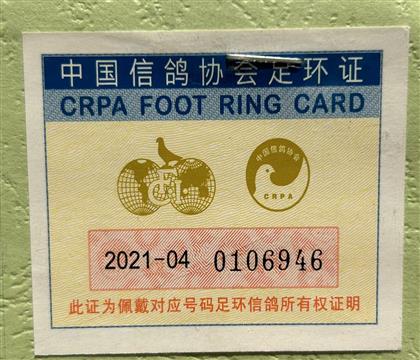 中国信鸽协会足环证
CRPA FOOT RING CARD
中国信鸽协会
CRPA
2021-04 0106946
此证为佩戴对应号码足环信鸽所有权证明